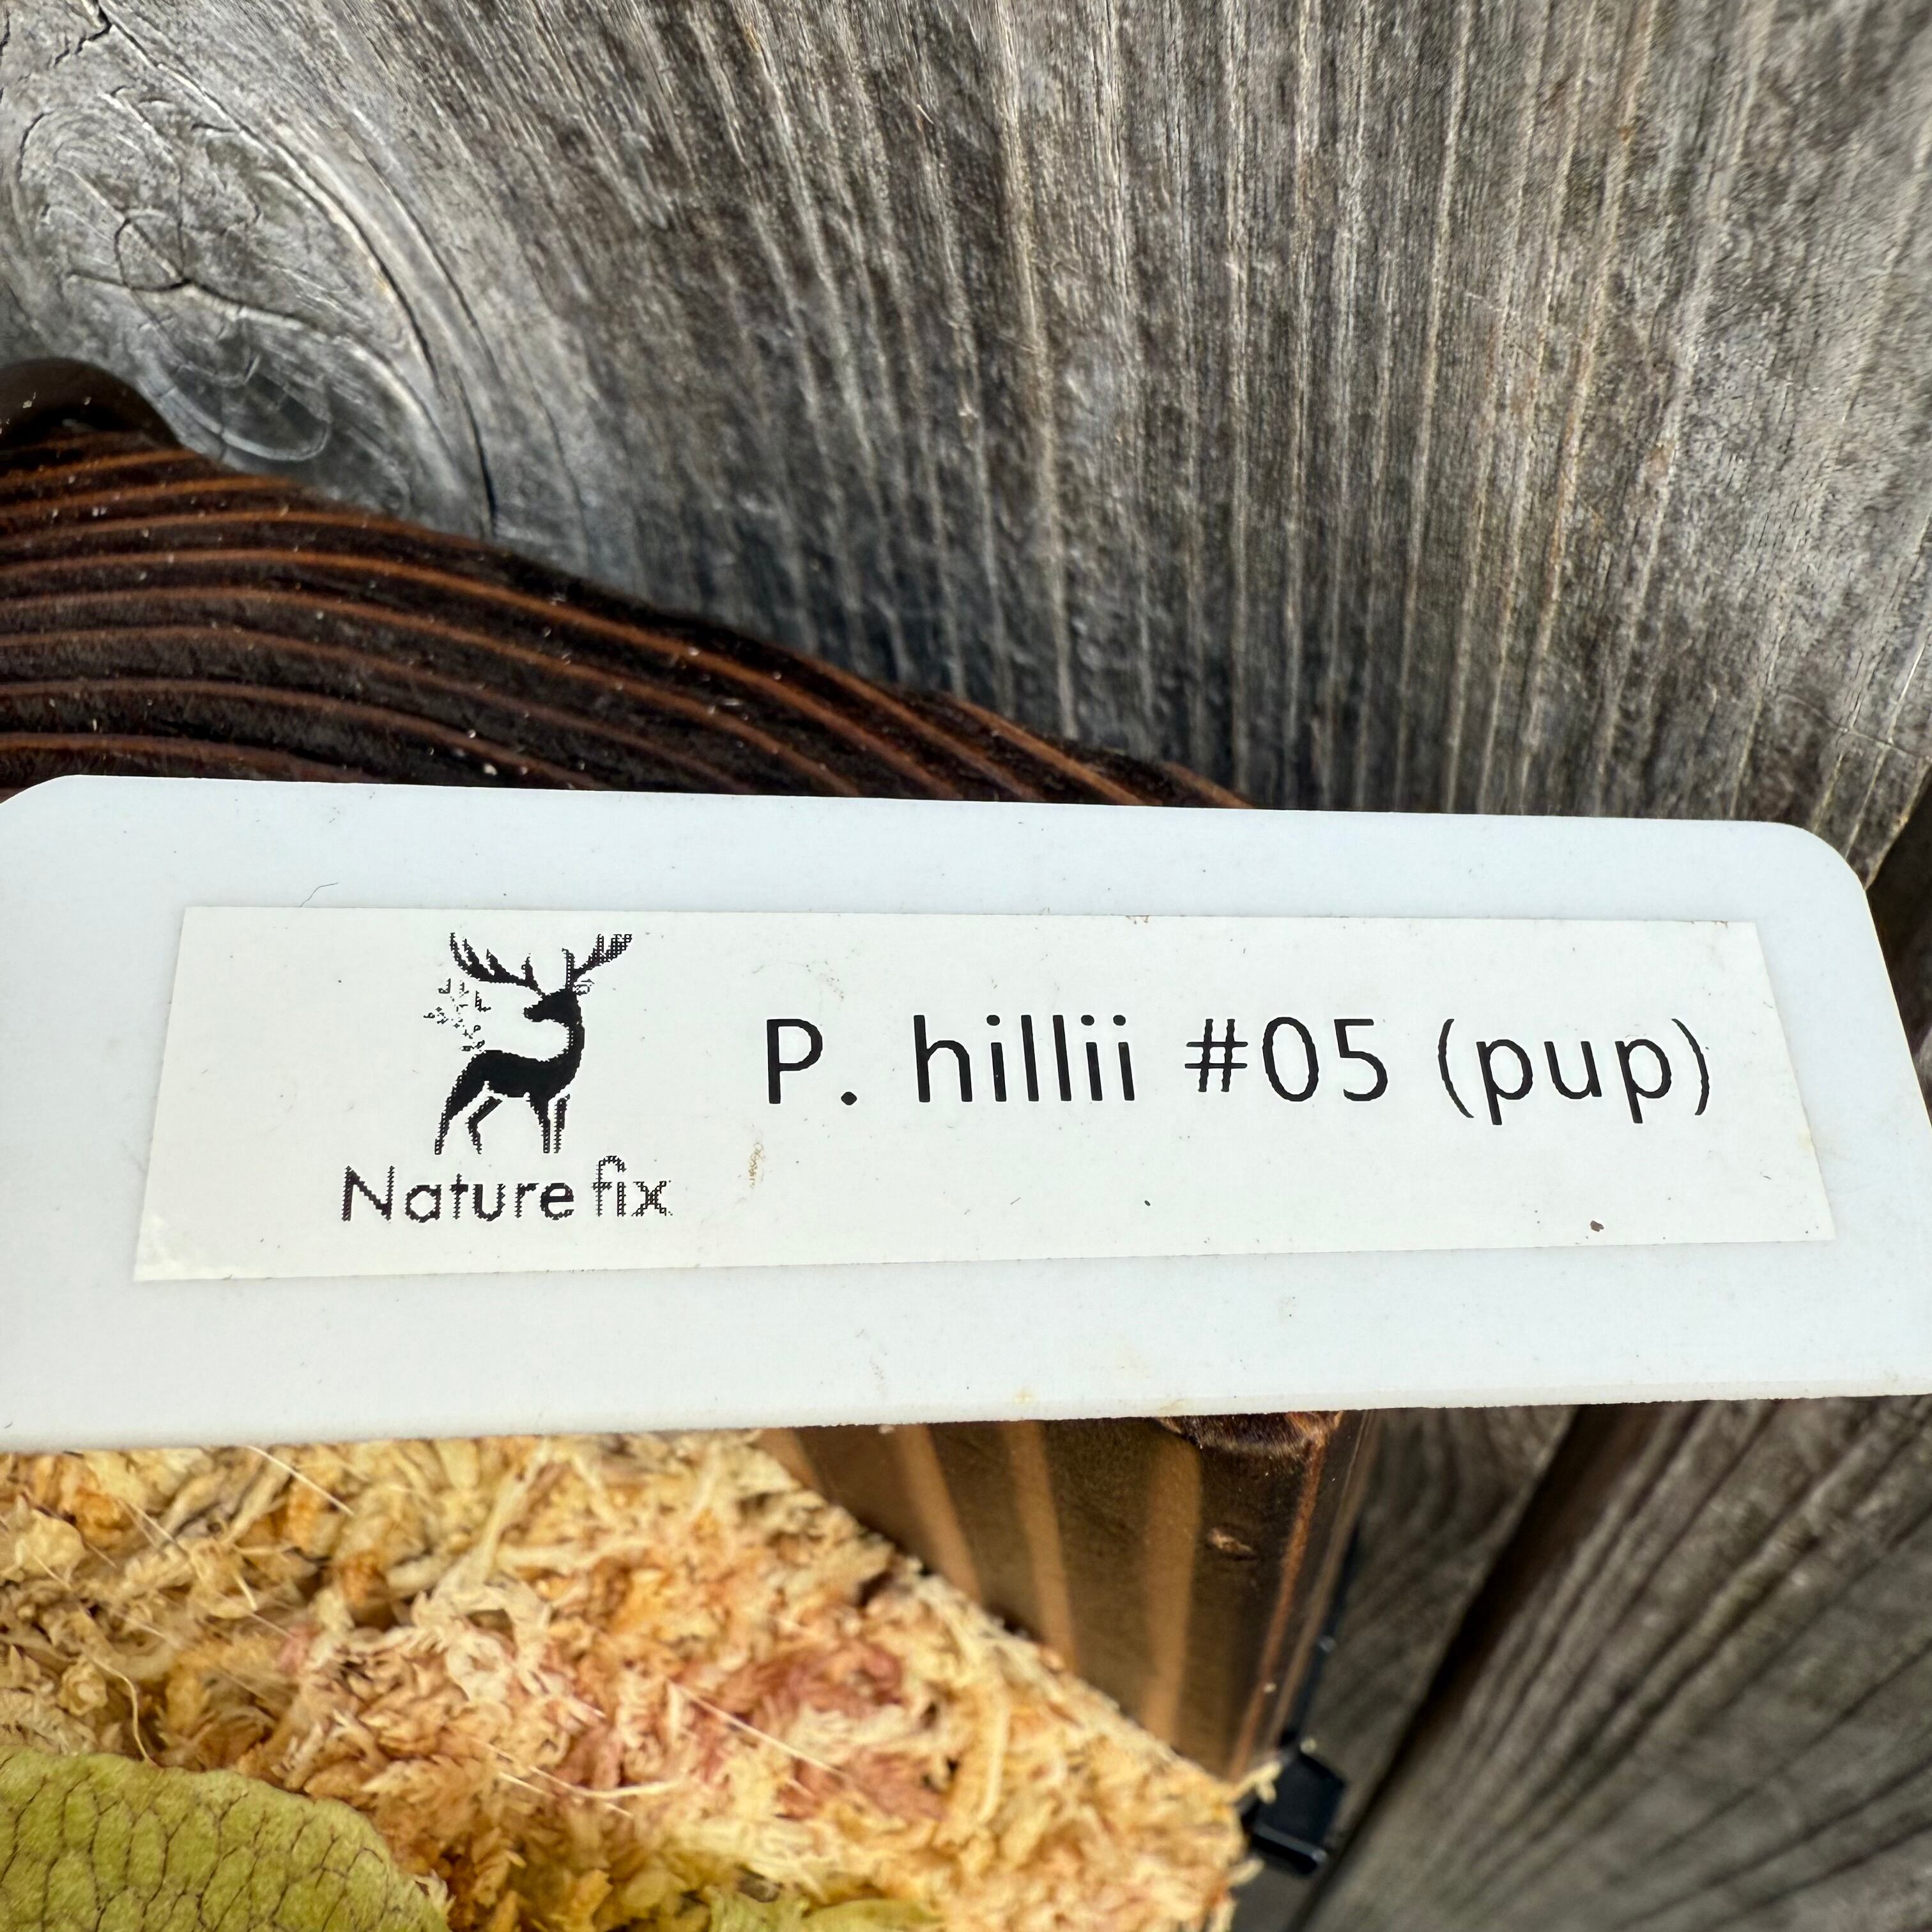 P. hillii #05 (pup)
Nature fix